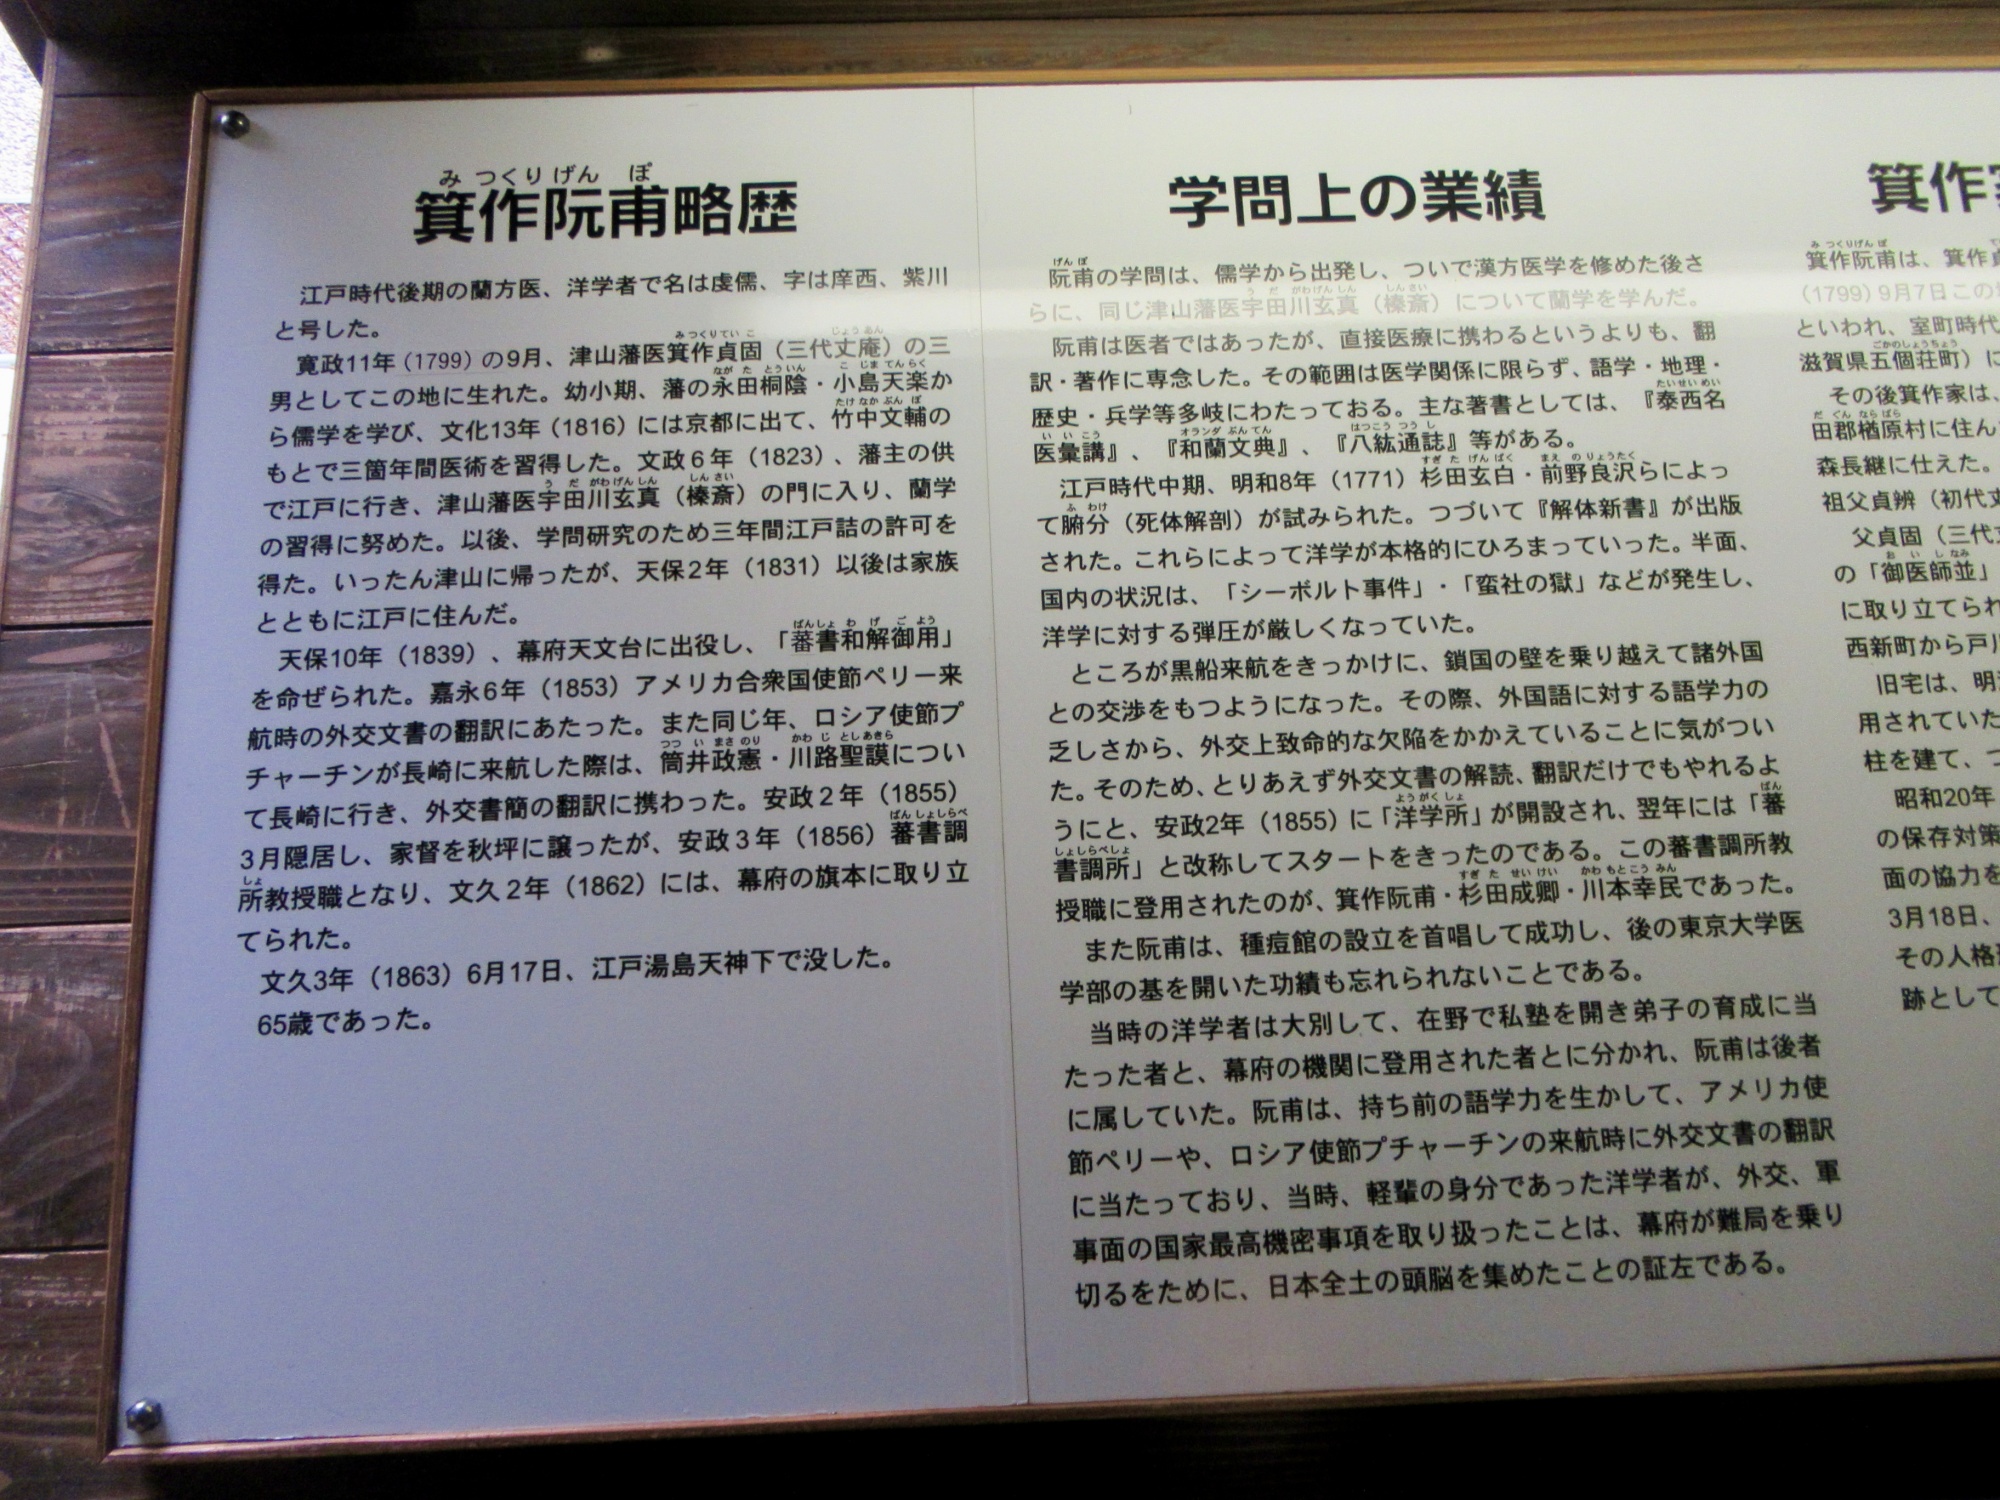 箕作阮甫略歴
江戸時代後期の蘭方医、洋学者で名は虔儒、字は庠西、紫川
と号した。
寛政11年（1799）の9月、津山藩医箕作貞固（三代丈庵）の三
男としてこの地に生れた。幼小期、藩の永田桐陰・小島天楽か
ら儒学を学び、文化13年（1816）には京都に出て、竹中文輔の
もとで三箇年間医術を習得した。文政６年（1823）、藩主の供
で江戸に行き、津山藩医宇田川玄真（榛斎）の門に入り、蘭学
の習得に努めた。以後、学問研究のため三年間江戸詰の許可を
得た。いったん津山に帰ったが、天保２年（1831）以後は家族
とともに江戸に住んだ。
天保10年（1839）、幕府天文台に出役し、「蕃書和解御用」
を命ぜられた。嘉永６年（1853）アメリカ合衆国使節ペリー来
航時の外交文書の翻訳にあたった。また同じ年、ロシア使節プ
チャーチンが長崎に来航した際は、筒井政憲・川路聖謨につい
て長崎に行き、外交書簡の翻訳に携わった。安政２年（1855）
３月隠居し、家督を秋坪に譲ったが、安政３年（1856）蕃書調
所教授職となり、文久２年（1862）には、幕府の旗本に取り立
てられた。
文久3年（1863）6月17日、江戸湯島天神下で没した。
65歳であった。
学問上の業績
阮甫の学問は、儒学から出発し、ついで漢方医学を修めた後さ
らに、同じ津山藩医宇田川玄真（榛斎）について蘭学を学んだ。
阮甫は医者ではあったが、直接医療に携わるというよりも、翻
訳・著作に専念した。その範囲は医学関係に限らず、語学・地理・
歴史・兵学等多岐にわたっておる。主な著書としては、『泰西名
医彙講』、『和蘭文典』、『八紘通誌』等がある。
江戸時代中期、明和8年（1771）杉田玄白・前野良沢らによっ
て腑分（死体解剖）が試みられた。つづいて『解体新書』が出版
された。これらによって洋学が本格的にひろまっていった。半面、
国内の状況は、「シーボルト事件」・「蛮社の獄」などが発生し、
洋学に対する弾圧が厳しくなっていた。
ところが黒船来航をきっかけに、鎖国の壁を乗り越えて諸外国
との交渉をもつようになった。その際、外国語に対する語学力の
乏しさから、外交上致命的な欠陥をかかえていることに気がつい
た。そのため、とりあえず外交文書の解読、翻訳だけでもやれるよ
うにと、安政2年（1855）に「洋学所」が開設され、翌年には「蕃
書調所」と改称してスタートをきったのである。この蕃書調所教
授職に登用されたのが、箕作阮甫・杉田成卿・川本幸民であった。
また阮甫は、種痘館の設立を首唱して成功し、後の東京大学医
学部の基を開いた功績も忘れられないことである。
当時の洋学者は大別して、在野で私塾を開き弟子の育成に当
たった者と、幕府の機関に登用された者とに分かれ、阮甫は後者
に属していた。阮甫は、持ち前の語学力を生かして、アメリカ使
節ペリーや、ロシア使節プチャーチンの来航時に外交文書の翻訳
に当たっており、当時、軽輩の身分であった洋学者が、外交、軍
事面の国家最高機密事項を取り扱ったことは、幕府が難局を乗り
切るをために、日本全土の頭脳を集めたことの証左である。
箕作
箕作阮甫は、箕作
（1799）9月7日この
といわれ、室町時代
滋賀県五個荘町）に
その後箕作家は、
田郡楢原村に住ん
森長継に仕えた。
祖父貞辨（初代
父貞固（三代
の「御医師並」
に取り立てられ
西新町から戸川
旧宅は、明
用されていた
柱を建て、つ
昭和20年
の保存対策
面の協力を
3月18日、
その人格
跡として